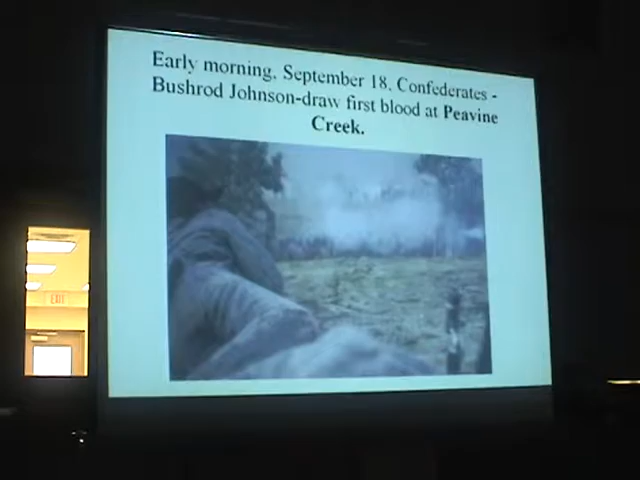 Early morning, September 18, Confederates -
Bushrod Johnson-draw first blood at Peavine
Creek.
EXIT